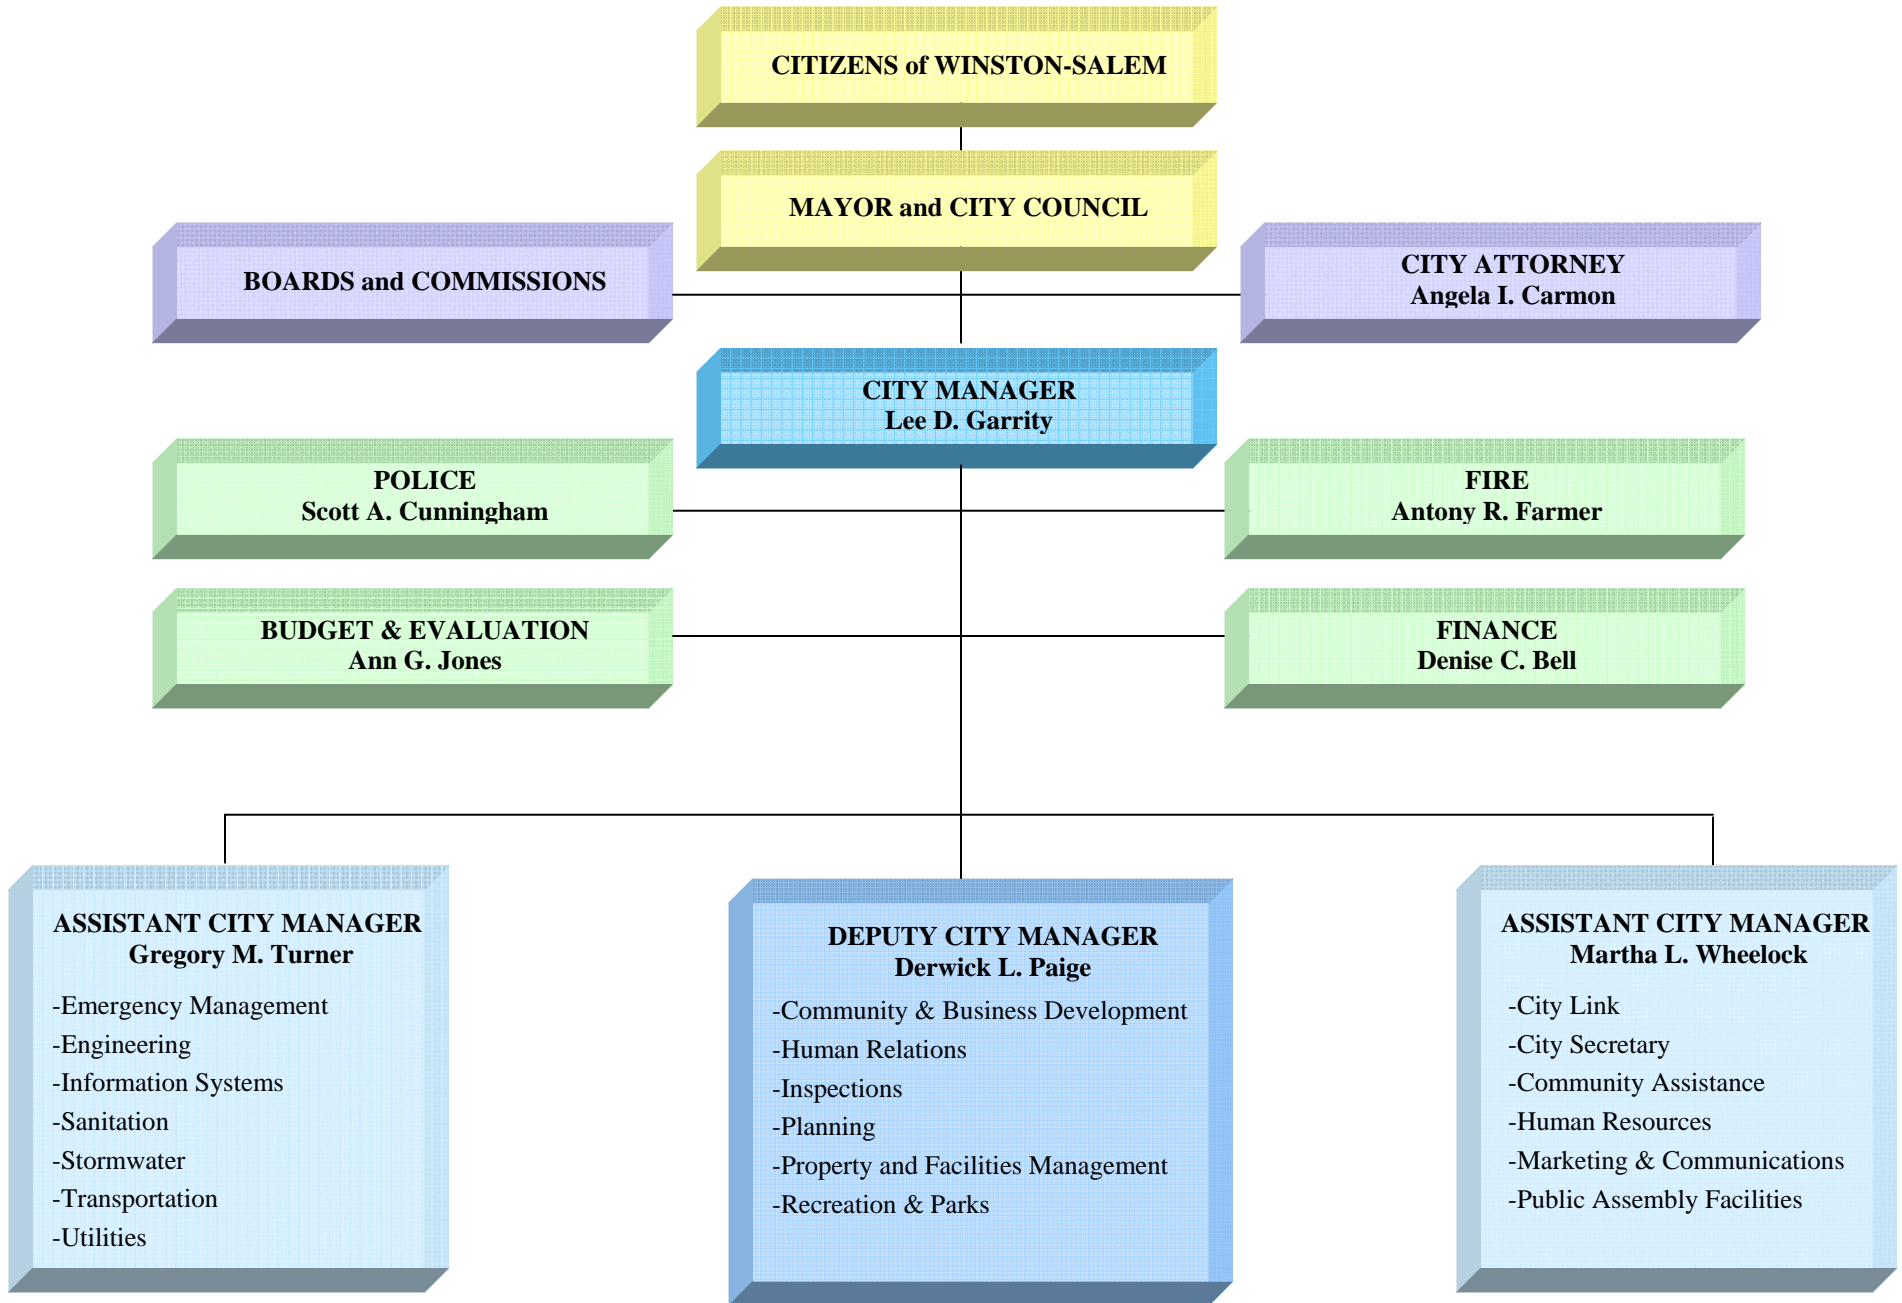 CITIZENS of WINSTON-SALEM
MAYOR and CITY COUNCIL
BOARDS and COMMISSIONS
CITY ATTORNEY
Angela I. Carmon
CITY MANAGER
Lee D. Garrity
POLICE
Scott A. Cunningham
FIRE
Antony R. Farmer
BUDGET & EVALUATION
Ann G. Jones
FINANCE
Denise C. Bell
ASSISTANT CITY MANAGER
Gregory M. Turner
-Emergency Management
-Engineering
-Information Systems
-Sanitation
-Stormwater
-Transportation
-Utilities
DEPUTY CITY MANAGER
Derwick L. Paige
-Community & Business Development
-Human Relations
-Inspections
-Planning
-Property and Facilities Management
-Recreation & Parks
ASSISTANT CITY MANAGER
Martha L. Wheelock
-City Link
-City Secretary
-Community Assistance
-Human Resources
-Marketing & Communications
-Public Assembly Facilities